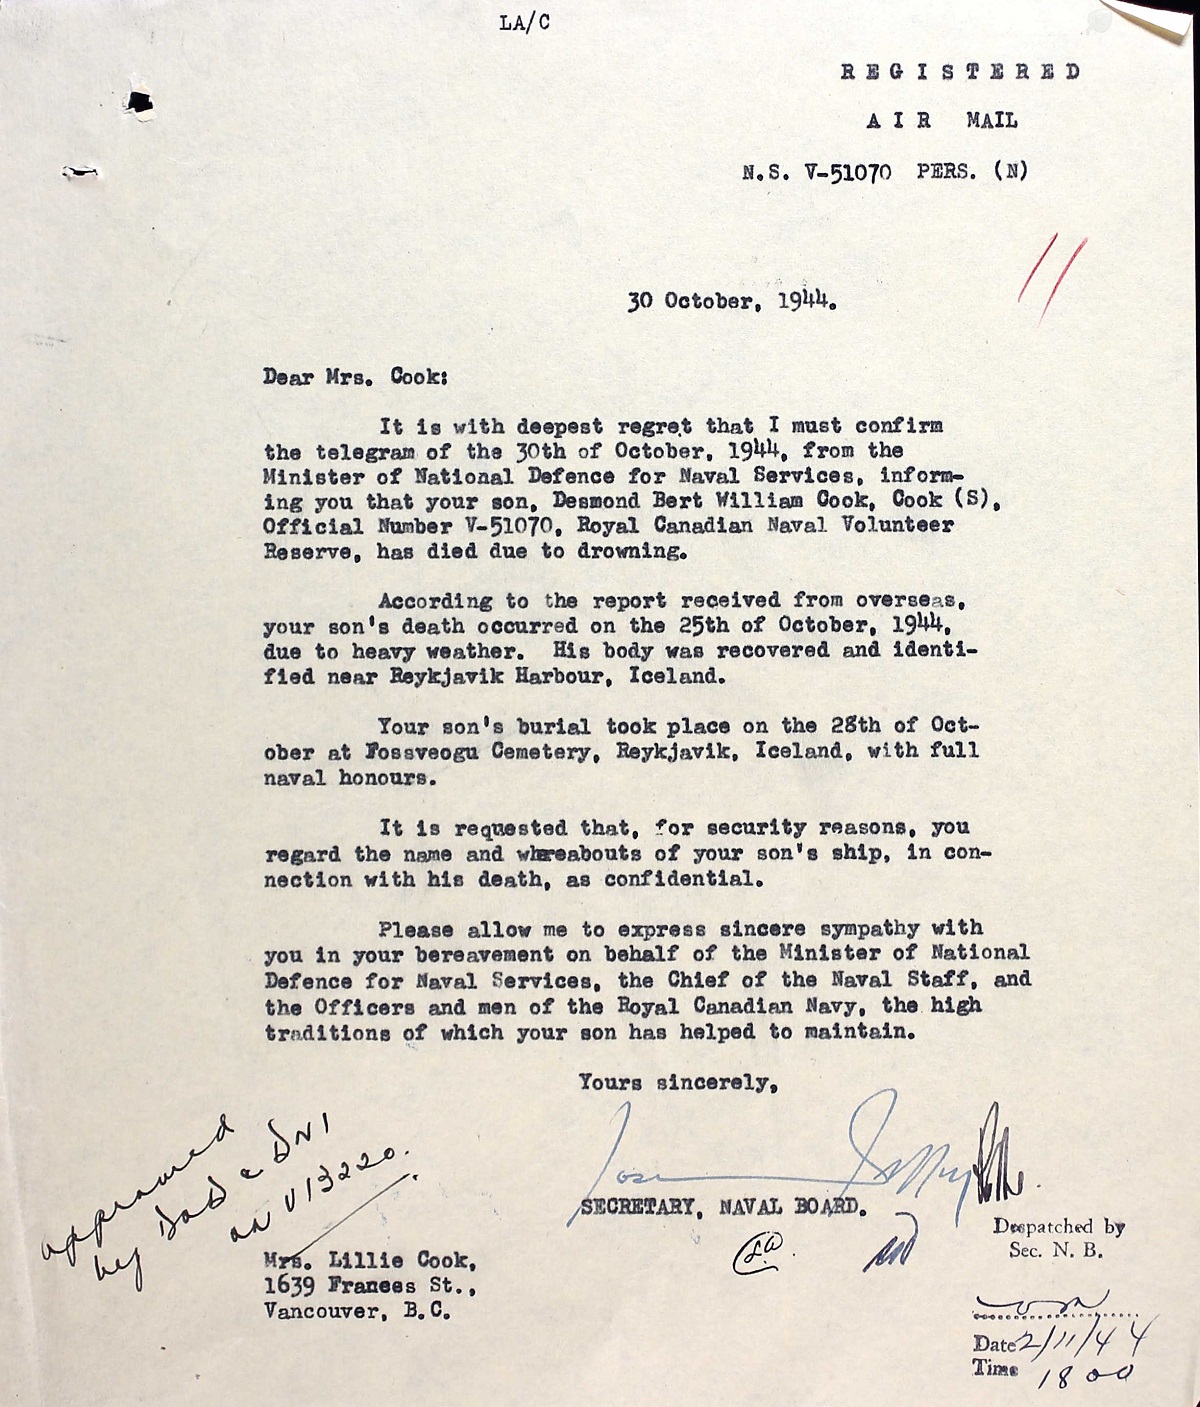 LA/C
REGISTERED
AIR MAIL
N.S. V-51070 PERS. (N)
30 October, 1944.
Dear Mrs. Cook:
It is with deepest regret that I must confirm
the telegram of the 30th of October, 1944, from the
Minister of National Defence for Naval Services, inform-
ing you that your son, Desmond Bert William Cook, Cook (S),
Official Number V-51070, Royal Canadian Naval Volunteer
Reserve, has died due to drowning.
According to the report received from overseas,
your son's death occurred on the 25th of October, 1944,
due to heavy weather. His body was recovered and identi-
fied near Reykjavik Harbour, Iceland.
Your son's burial took place on the 28th of Oct-
ober at Fossveogu Cemetery, Reykjavik, Iceland, with full
naval honours.
It is requested that, for security reasons, you
regard the name and whereabouts of your son's ship, in con-
nection with his death, as confidential.
Please allow me to express sincere sympathy with
you in your bereavement on behalf of the Minister of National
Defence for Naval Services, the Chief of the Naval Staff, and
the Officers and men of the Royal Canadian Navy, the high
traditions of which your son has helped to maintain.
Yours sincerely,
SECRETARY, NAVAL BOARD.
approved
by DOD & DNI
on V13220.
Mrs. Lillie Cook,
1639 Frances St.,
Vancouver, B.C.
Despatched by
Sec. N. B.
Date 2/11/44
Time 1800